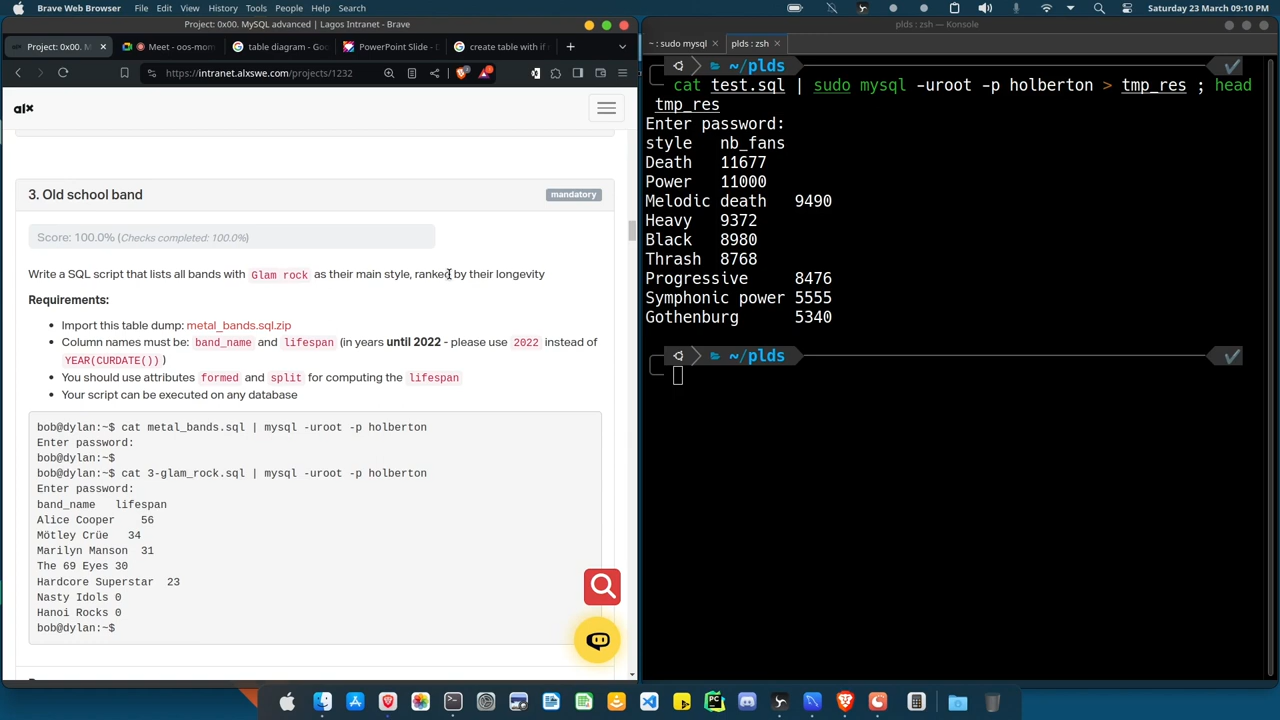 Brave Web Browser File Edit View History Tools People Help Saturday 23 March 09:10 PM
Project: 0x00. MySQL advanced | Lagos Intranet - Brave
Project: 0x00. M
Meet - oos-mom
table diagram - Goo
PowerPoint Slide - D
create table with if n
https://intranet.alxswe.com/projects/1232
alx
3. Old school band
mandatory
Score: 100.0% (Checks completed: 100.0%)
Write a SQL script that lists all bands with Glam rock as their main style, ranked by their longevity
Requirements:
• Import this table dump: metal_bands.sql.zip
• Column names must be: band_name and lifespan (in years until 2022 - please use 2022 instead of
YEAR(CURDATE()) )
• You should use attributes formed and split for computing the lifespan
• Your script can be executed on any database
bob@dylan:~$ cat metal_bands.sql | mysql -uroot -p holberton
Enter password:
bob@dylan:~$
bob@dylan:~$ cat 3-glam_rock.sql | mysql -uroot -p holberton
Enter password:
band_name lifespan
Alice Cooper 56
Mötley Crüe 34
Marilyn Manson 31
The 69 Eyes 30
Hardcore Superstar 23
Nasty Idols 0
Hanoi Rocks 0
bob@dylan:~$
plds : zsh — Konsole
~ : sudo mysql
plds : zsh
~/plds
cat test.sql | sudo mysql -uroot -p holberton > tmp_res ; head
tmp_res
Enter password:
style nb_fans
Death 11677
Power 11000
Melodic death 9490
Heavy 9372
Black 8980
Thrash 8768
Progressive 8476
Symphonic power 5555
Gothenburg 5340
~/plds